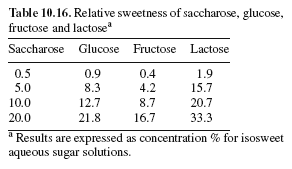 Table 10.16. Relative sweetness of saccharose, glucose,
fructose and lactoseᵃ
Saccharose Glucose Fructose Lactose
0.5 0.9 0.4 1.9
5.0 8.3 4.2 15.7
10.0 12.7 8.7 20.7
20.0 21.8 16.7 33.3
ᵃ Results are expressed as concentration % for isosweet
aqueous sugar solutions.